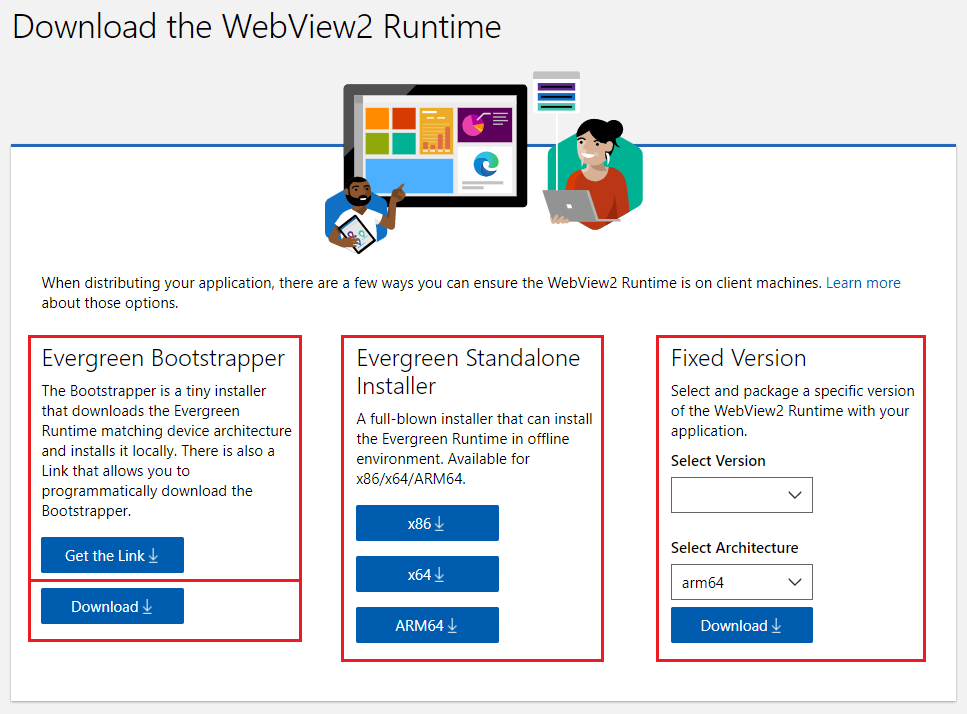 Download the WebView2 Runtime
When distributing your application, there are a few ways you can ensure the WebView2 Runtime is on client machines. Learn more
about those options.
Evergreen Bootstrapper
The Bootstrapper is a tiny installer
that downloads the Evergreen
Runtime matching device architecture
and installs it locally. There is also a
Link that allows you to
programmatically download the
Bootstrapper.
Get the Link
Download
Evergreen Standalone
Installer
A full-blown installer that can install
the Evergreen Runtime in offline
environment. Available for
x86/x64/ARM64.
x86
x64
ARM64
Fixed Version
Select and package a specific version
of the WebView2 Runtime with your
application.
Select Version
Select Architecture
arm64
Download